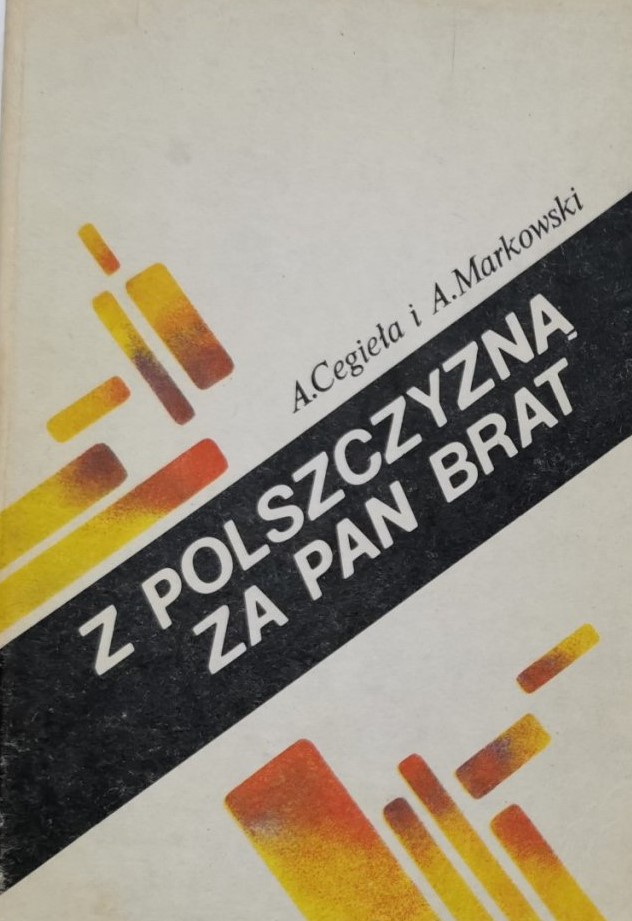 A.Cegieła i A.Markowski
Z POLSZCZYZNĄ
ZA PAN BRAT